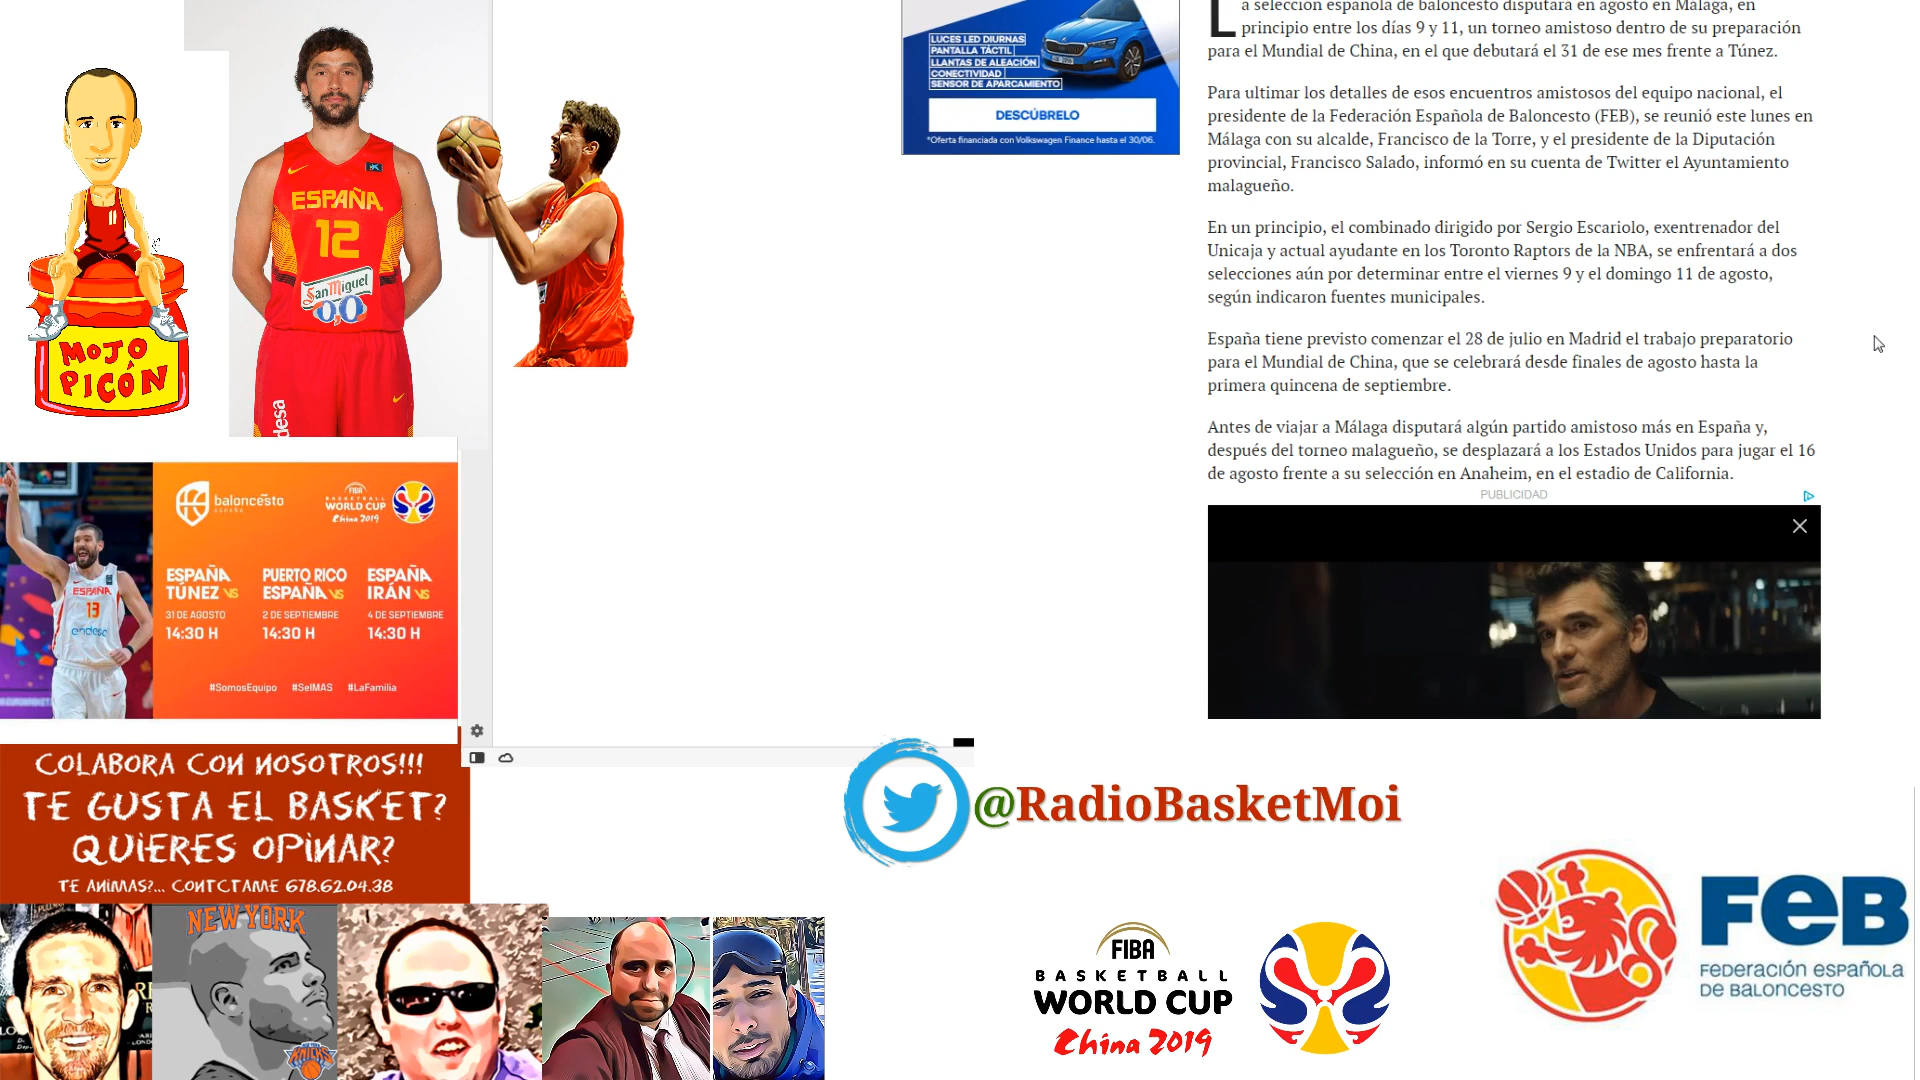 MOJO
PICÓN
ESPAÑA
12
San Miguel
0,0
desa
baloncesto
ESPAÑA
FIBA
BASKETBALL
WORLD CUP
China 2019
ESPAÑA
TÚNEZ VS
31 DE AGOSTO
14:30 H
PUERTO RICO
ESPAÑA VS
2 DE SEPTIEMBRE
14:30 H
ESPAÑA
IRÁN VS
4 DE SEPTIEMBRE
14:30 H
#SomosEquipo #SelMAS #LaFamilia
ESPAÑA
13
endesa
COLABORA CON NOSOTROS!!!
TE GUSTA EL BASKET?
QUIERES OPINAR?
TE ANIMAS?... CONTCTAME 678.62.04.38
NEW YORK
KNICKS
LUCES LED DIURNAS
PANTALLA TÁCTIL
LLANTAS DE ALEACIÓN
CONECTIVIDAD
SENSOR DE APARCAMIENTO
DESCÚBRELO
*Oferta financiada con Volkswagen Finance hasta el 30/06.
La selección española de baloncesto disputará en agosto en Málaga, en
principio entre los días 9 y 11, un torneo amistoso dentro de su preparación
para el Mundial de China, en el que debutará el 31 de ese mes frente a Túnez.
Para ultimar los detalles de esos encuentros amistosos del equipo nacional, el
presidente de la Federación Española de Baloncesto (FEB), se reunió este lunes en
Málaga con su alcalde, Francisco de la Torre, y el presidente de la Diputación
provincial, Francisco Salado, informó en su cuenta de Twitter el Ayuntamiento
malagueño.
En un principio, el combinado dirigido por Sergio Escariolo, exentrenador del
Unicaja y actual ayudante en los Toronto Raptors de la NBA, se enfrentará a dos
selecciones aún por determinar entre el viernes 9 y el domingo 11 de agosto,
según indicaron fuentes municipales.
España tiene previsto comenzar el 28 de julio en Madrid el trabajo preparatorio
para el Mundial de China, que se celebrará desde finales de agosto hasta la
primera quincena de septiembre.
Antes de viajar a Málaga disputará algún partido amistoso más en España y,
después del torneo malagueño, se desplazará a los Estados Unidos para jugar el 16
de agosto frente a su selección en Anaheim, en el estadio de California.
PUBLICIDAD
@RadioBasketMoi
FIBA
BASKETBALL
WORLD CUP
China 2019
FEB
FEDERACIÓN ESPAÑOLA
DE BALONCESTO